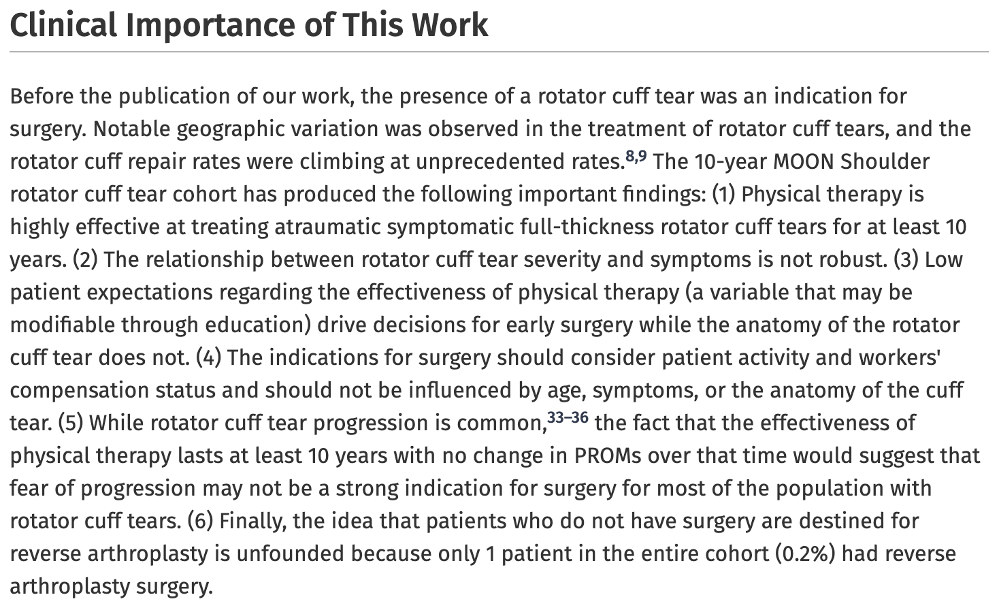 Clinical Importance of This Work
Before the publication of our work, the presence of a rotator cuff tear was an indication for
surgery. Notable geographic variation was observed in the treatment of rotator cuff tears, and the
rotator cuff repair rates were climbing at unprecedented rates.8,9 The 10-year MOON Shoulder
rotator cuff tear cohort has produced the following important findings: (1) Physical therapy is
highly effective at treating atraumatic symptomatic full-thickness rotator cuff tears for at least 10
years. (2) The relationship between rotator cuff tear severity and symptoms is not robust. (3) Low
patient expectations regarding the effectiveness of physical therapy (a variable that may be
modifiable through education) drive decisions for early surgery while the anatomy of the rotator
cuff tear does not. (4) The indications for surgery should consider patient activity and workers'
compensation status and should not be influenced by age, symptoms, or the anatomy of the cuff
tear. (5) While rotator cuff tear progression is common,33–36 the fact that the effectiveness of
physical therapy lasts at least 10 years with no change in PROMs over that time would suggest that
fear of progression may not be a strong indication for surgery for most of the population with
rotator cuff tears. (6) Finally, the idea that patients who do not have surgery are destined for
reverse arthroplasty is unfounded because only 1 patient in the entire cohort (0.2%) had reverse
arthroplasty surgery.